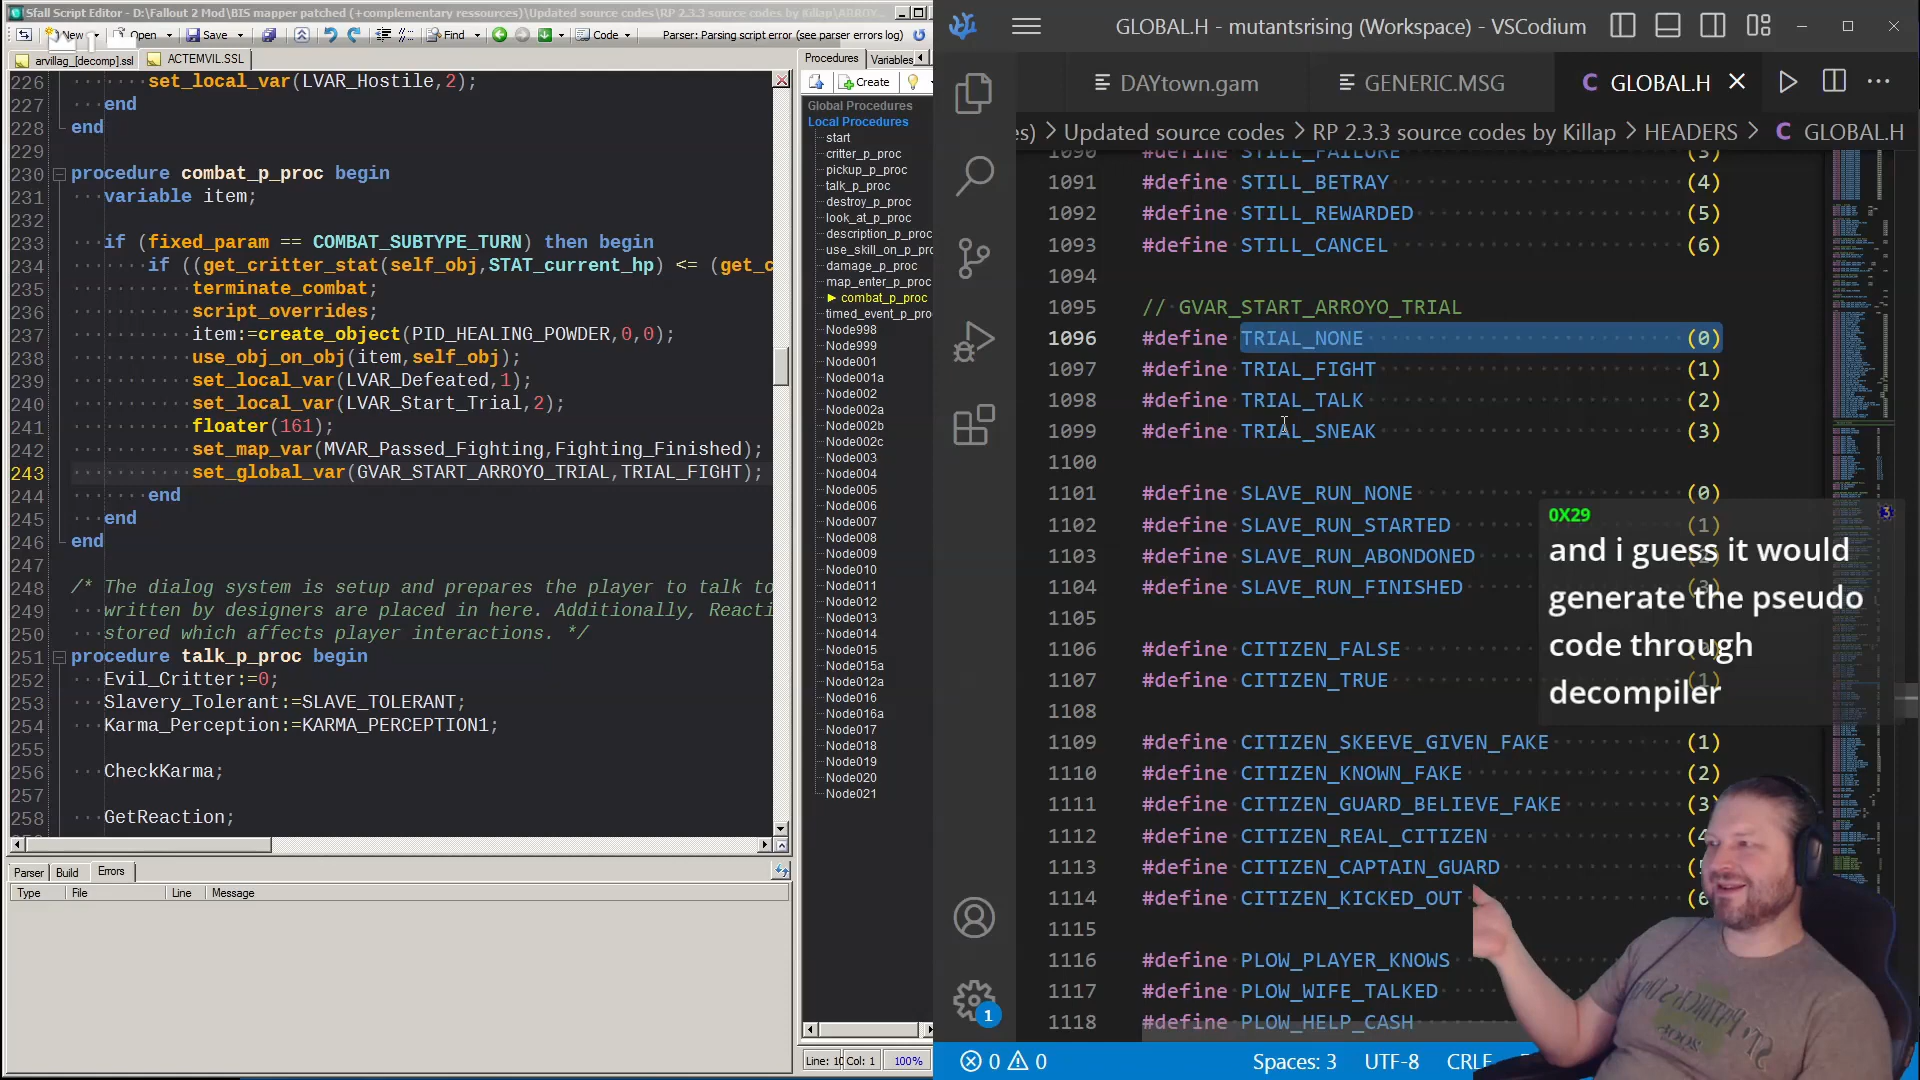 Sfall Script Editor - D:\Fallout 2 Mod\BIS mapper patched (+complementary ressources)\Updated source codes\RP 2.3.3 source codes by Killap\ARROYO\
New Open Save Find Code Parser: Parsing script error (see parser errors log)
arvillag_[decomp].ssl ACTEMVIL.SSL
226 set_local_var(LVAR_Hostile,2);
227 end
228 end
229
230 procedure combat_p_proc begin
231 variable item;
232
233 if (fixed_param == COMBAT_SUBTYPE_TURN) then begin
234 if ((get_critter_stat(self_obj,STAT_current_hp) <= (get_c
235 terminate_combat;
236 script_overrides;
237 item:=create_object(PID_HEALING_POWDER,0,0);
238 use_obj_on_obj(item,self_obj);
239 set_local_var(LVAR_Defeated,1);
240 set_local_var(LVAR_Start_Trial,2);
241 floater(161);
242 set_map_var(MVAR_Passed_Fighting,Fighting_Finished);
243 set_global_var(GVAR_START_ARROYO_TRIAL,TRIAL_FIGHT);
244 end
245 end
246 end
247
248 /* The dialog system is setup and prepares the player to talk to
249 written by designers are placed in here. Additionally, Reacti
250 stored which affects player interactions. */
251 procedure talk_p_proc begin
252 Evil_Critter:=0;
253 Slavery_Tolerant:=SLAVE_TOLERANT;
254 Karma_Perception:=KARMA_PERCEPTION1;
255
256 CheckKarma;
257
258 GetReaction;
Parser Build Errors
Type File Line Message
Procedures Variables
Create
Global Procedures
Local Procedures
start
critter_p_proc
pickup_p_proc
talk_p_proc
destroy_p_proc
look_at_p_proc
description_p_proc
use_skill_on_pro
damage_p_proc
map_enter_p_proc
combat_p_proc
timed_event_p_pro
Node998
Node999
Node001
Node001a
Node002
Node002a
Node002b
Node002c
Node003
Node004
Node005
Node006
Node007
Node008
Node009
Node010
Node011
Node012
Node013
Node014
Node015
Node015a
Node012a
Node016
Node016a
Node017
Node018
Node019
Node020
Node021
Line: 10 Col: 1 100%
GLOBAL.H - mutantsrising (Workspace) - VSCodium
DAYtown.gam GENERIC.MSG C GLOBAL.H
es) > Updated source codes > RP 2.3.3 source codes by Killap > HEADERS > C GLOBAL.H
1090 #define STILL_FAILURE (3)
1091 #define STILL_BETRAY (4)
1092 #define STILL_REWARDED (5)
1093 #define STILL_CANCEL (6)
1094
1095 // GVAR_START_ARROYO_TRIAL
1096 #define TRIAL_NONE (0)
1097 #define TRIAL_FIGHT (1)
1098 #define TRIAL_TALK (2)
1099 #define TRIAL_SNEAK (3)
1100
1101 #define SLAVE_RUN_NONE (0)
1102 #define SLAVE_RUN_STARTED (1)
1103 #define SLAVE_RUN_ABONDONED
1104 #define SLAVE_RUN_FINISHED
1105
1106 #define CITIZEN_FALSE
1107 #define CITIZEN_TRUE (1)
1108
1109 #define CITIZEN_SKEEVE_GIVEN_FAKE (1)
1110 #define CITIZEN_KNOWN_FAKE (2)
1111 #define CITIZEN_GUARD_BELIEVE_FAKE (3)
1112 #define CITIZEN_REAL_CITIZEN (4
1113 #define CITIZEN_CAPTAIN_GUARD
1114 #define CITIZEN_KICKED_OUT (6
1115
1116 #define PLOW_PLAYER_KNOWS
1117 #define PLOW_WIFE_TALKED
1118 #define PLOW_HELP_CASH
0X29
and i guess it would
generate the pseudo
code through
decompiler
1
0 0 Spaces: 3 UTF-8 CRLF